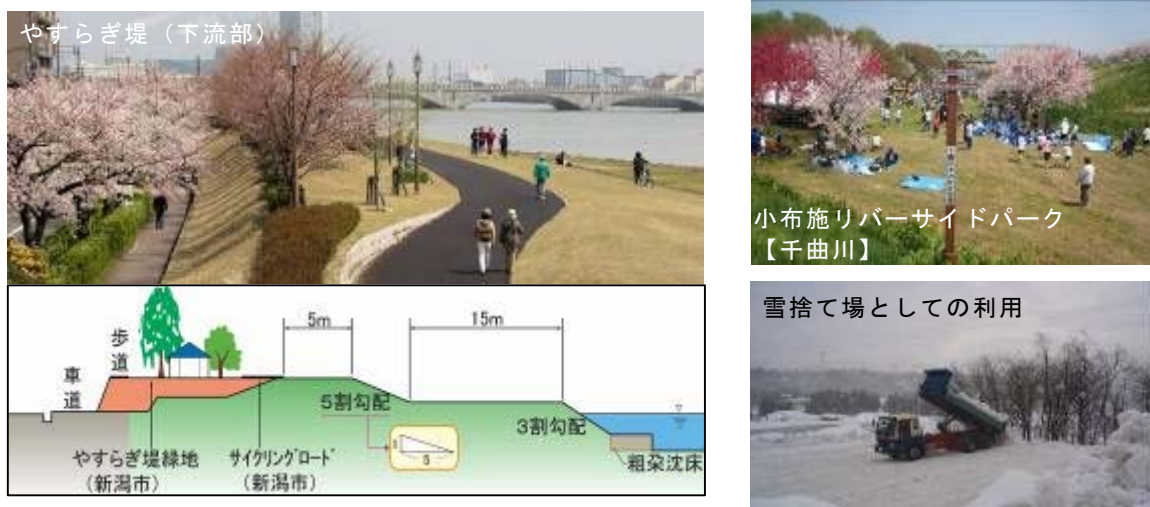 やすらぎ堤（下流部）
小布施リバーサイドパーク
【千曲川】
雪捨て場としての利用
5m
15m
歩道
車道
5割勾配
3割勾配
5
やすらぎ堤緑地
（新潟市）
サイクリングロード
（新潟市）
粗朶沈床